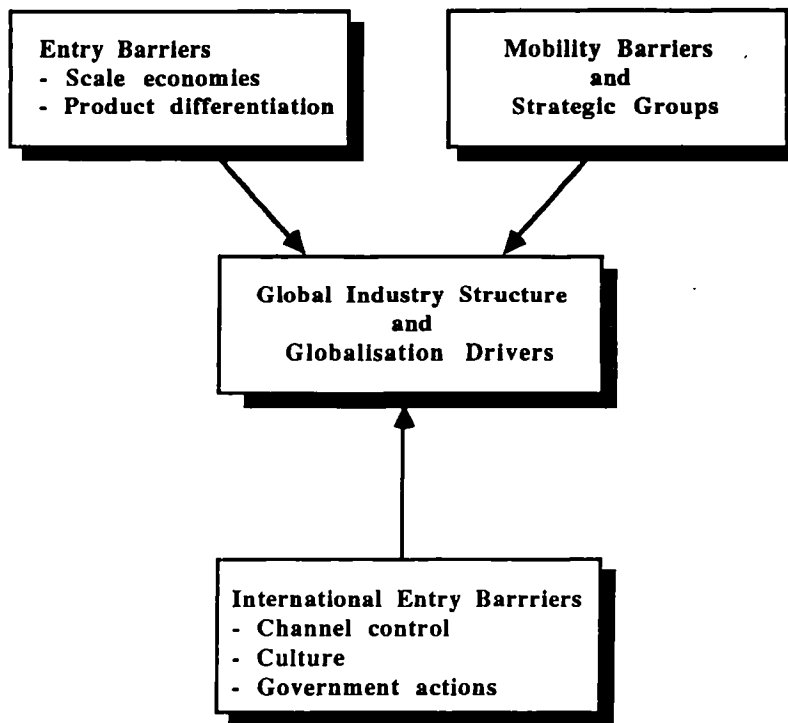 Entry Barriers
- Scale economies
- Product differentiation
Mobility Barriers
and
Strategic Groups
Global Industry Structure
and
Globalisation Drivers
International Entry Barrriers
- Channel control
- Culture
- Government actions